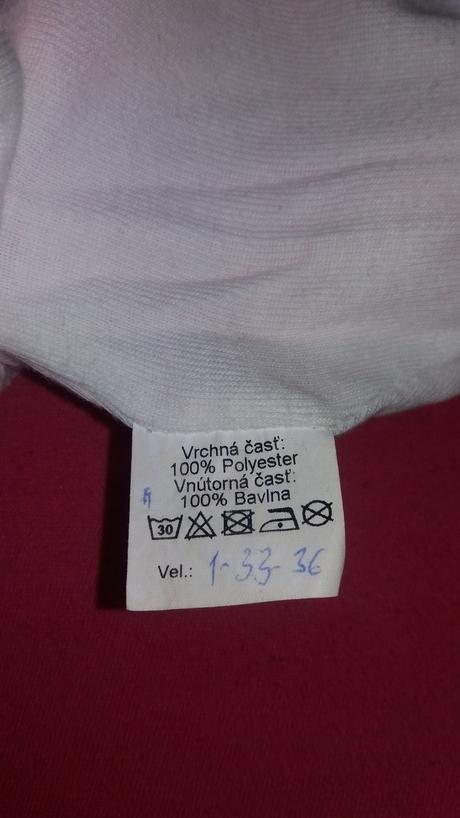 Vrchná časť:
100% Polyester
Vnútorná časť:
100% Bavlna
30
Vel.: 1-33-36